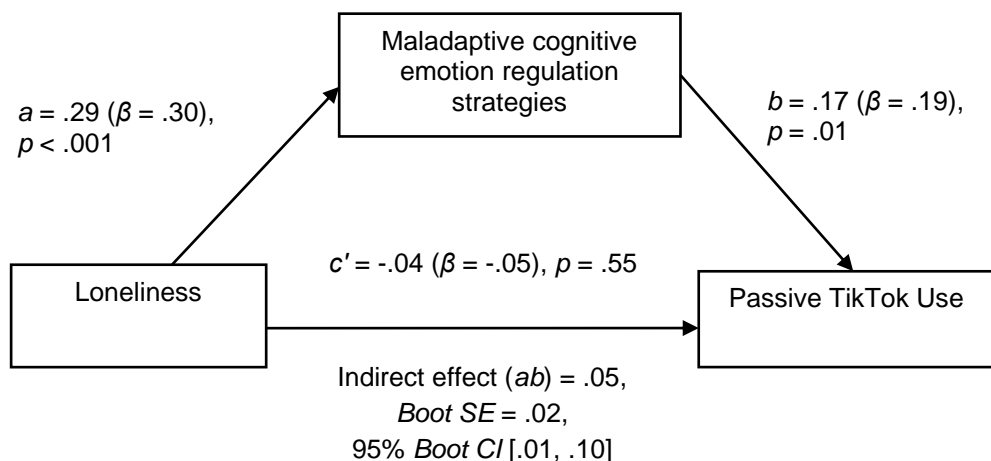 Maladaptive cognitive
emotion regulation
strategies
a = .29 (β = .30),
p < .001
b = .17 (β = .19),
p = .01
c' = -.04 (β = -.05), p = .55
Loneliness
Passive TikTok Use
Indirect effect (ab) = .05,
Boot SE = .02,
95% Boot CI [.01, .10]